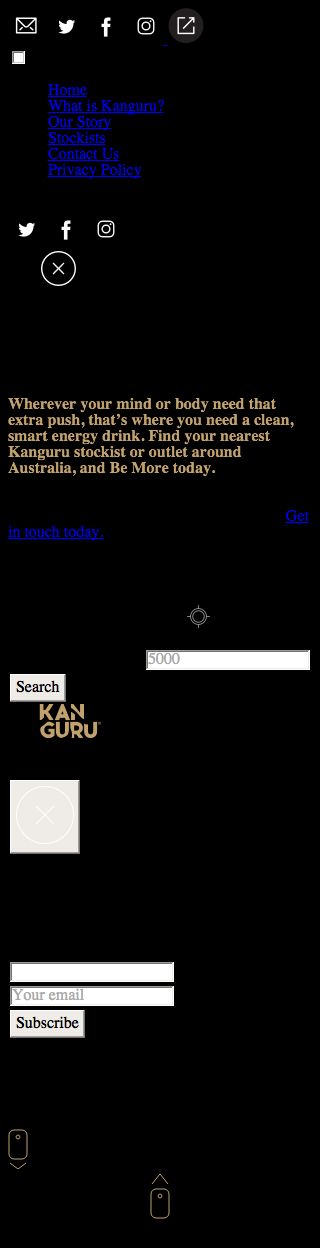 Home
What is Kanguru?
Our Story
Stockists
Contact Us
Privacy Policy
Wherever your mind or body need that
extra push, that’s where you need a clean,
smart energy drink. Find your nearest
Kanguru stockist or outlet around
Australia, and Be More today.
Get
in touch today.
5000
Search
KAN
GURU
Your email
Subscribe